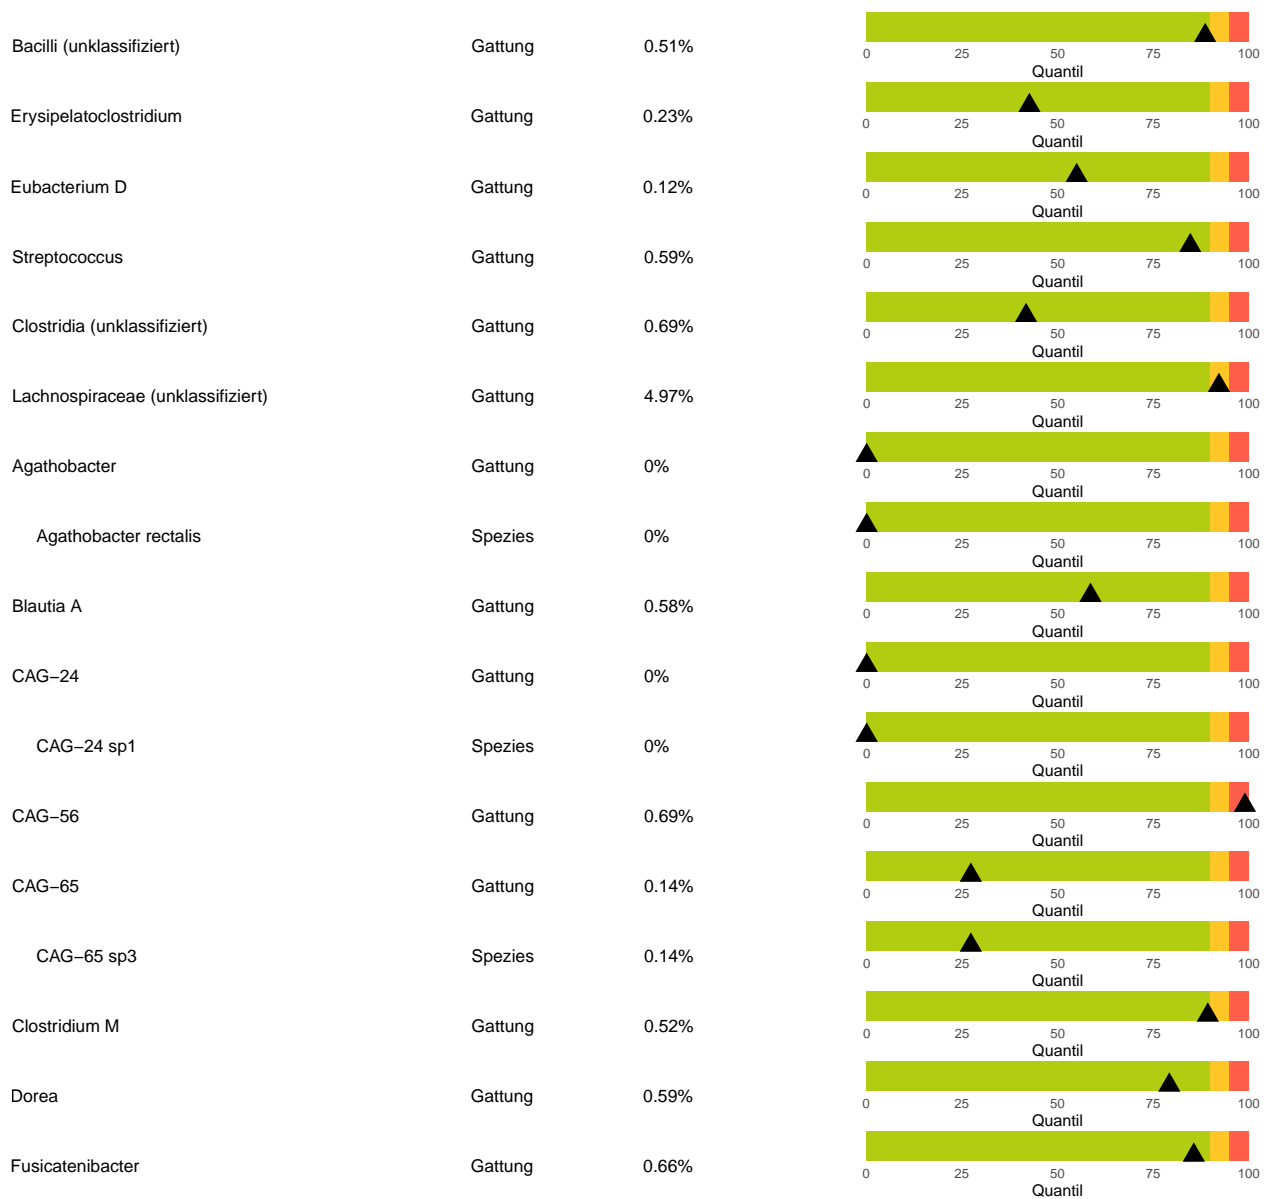 Bacilli (unklassifiziert) Gattung 0.51%
0 25 50 75 100
Quantil
Erysipelatoclostridium Gattung 0.23%
0 25 50 75 100
Quantil
Eubacterium D Gattung 0.12%
0 25 50 75 100
Quantil
Streptococcus Gattung 0.59%
0 25 50 75 100
Quantil
Clostridia (unklassifiziert) Gattung 0.69%
0 25 50 75 100
Quantil
Lachnospiraceae (unklassifiziert) Gattung 4.97%
0 25 50 75 100
Quantil
Agathobacter Gattung 0%
0 25 50 75 100
Quantil
Agathobacter rectalis Spezies 0%
0 25 50 75 100
Quantil
Blautia A Gattung 0.58%
0 25 50 75 100
Quantil
CAG−24 Gattung 0%
0 25 50 75 100
Quantil
CAG−24 sp1 Spezies 0%
0 25 50 75 100
Quantil
CAG−56 Gattung 0.69%
0 25 50 75 100
Quantil
CAG−65 Gattung 0.14%
0 25 50 75 100
Quantil
CAG−65 sp3 Spezies 0.14%
0 25 50 75 100
Quantil
Clostridium M Gattung 0.52%
0 25 50 75 100
Quantil
Dorea Gattung 0.59%
0 25 50 75 100
Quantil
Fusicatenibacter Gattung 0.66%
0 25 50 75 100
Quantil